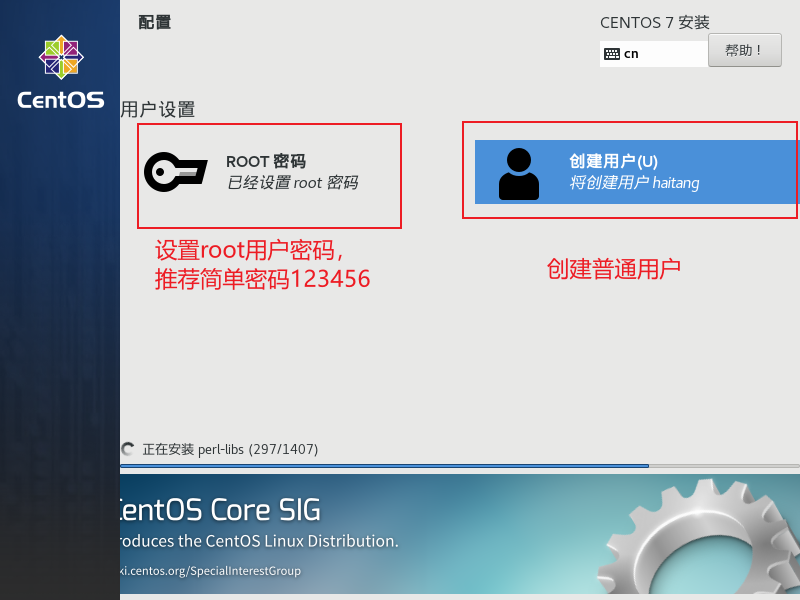 配置
CENTOS 7 安装
cn
帮助！
CentOS
用户设置
ROOT 密码
已经设置 root 密码
创建用户(U)
将创建用户 haitang
设置root用户密码，
推荐简单密码123456
创建普通用户
正在安装 perl-libs (297/1407)
CentOS Core SIG
roduces the CentOS Linux Distribution.
ki.centos.org/SpecialInterestGroup